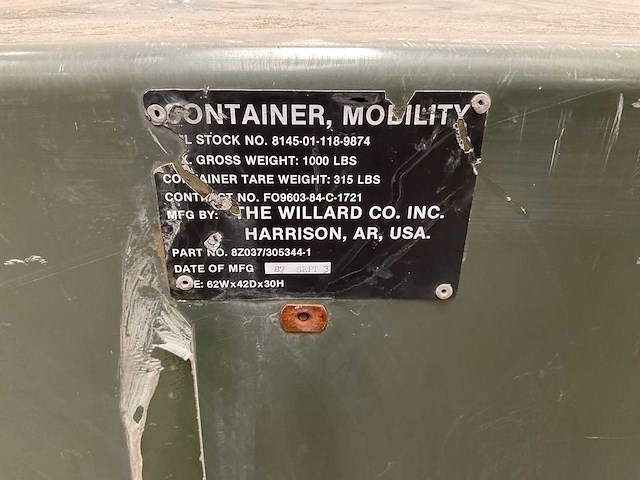 CONTAINER, MOBILITY
L STOCK NO. 8145-01-118-9874
. GROSS WEIGHT: 1000 LBS
CONTAINER TARE WEIGHT: 315 LBS
CONTRACT NO. FO9603-84-C-1721
MFG BY: THE WILLARD CO. INC.
HARRISON, AR, USA.
PART NO. 8Z037/305344-1
DATE OF MFG 87 SEPT 3
E: 62Wx42Dx30H